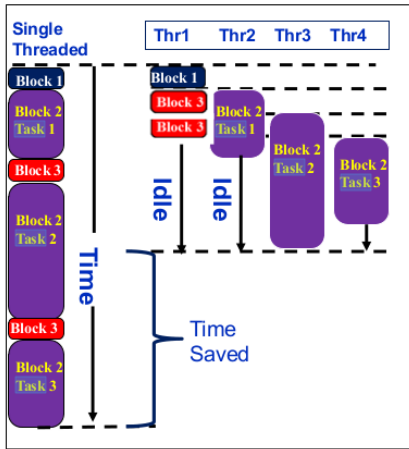 Single
Threaded
Thr1 Thr2 Thr3 Thr4
Block 1
Block 2
Task 1
Block 3
Block 2
Task 2
Block 3
Block 2
Task 3
Time
Block 1
Block 3
Block 3
Idle
Block 2
Task 1
Idle
Block 2
Task 2
Block 2
Task 3
Time
Saved